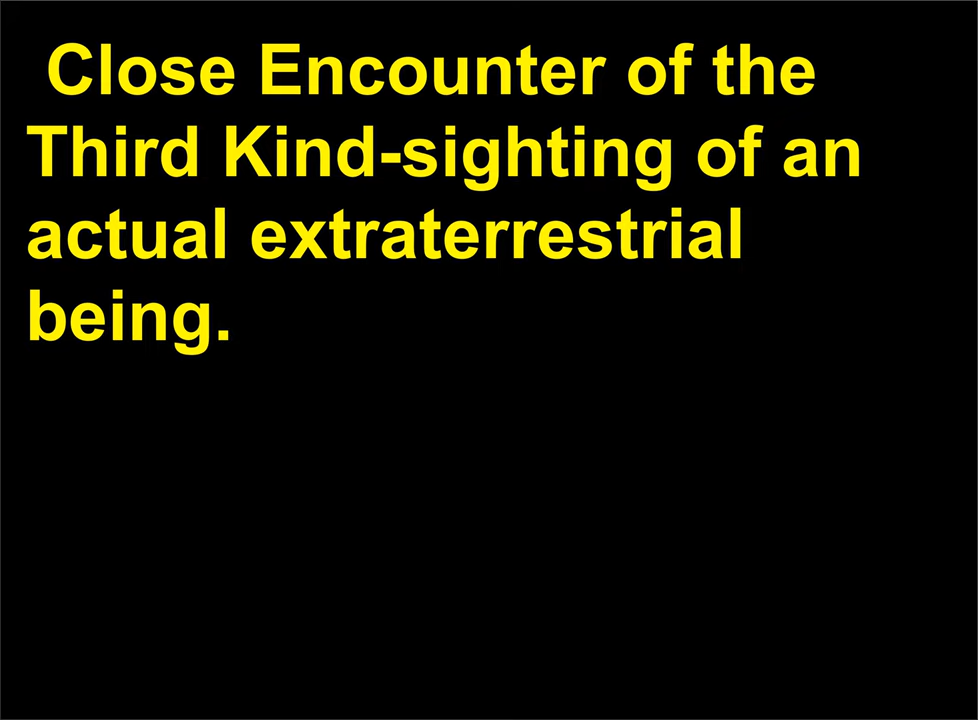 Close Encounter of the
Third Kind-sighting of an
actual extraterrestrial
being.